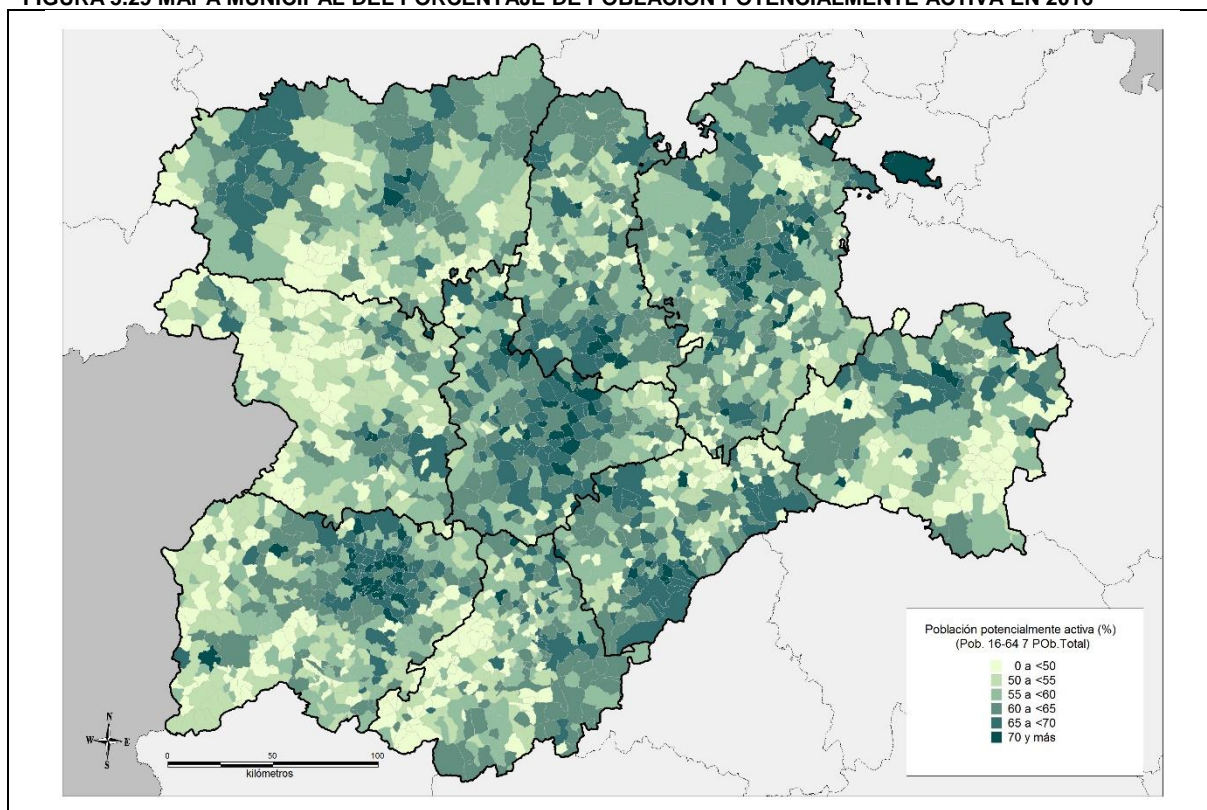 FIGURA 3.29 MAPA MUNICIPAL DEL PORCENTAJE DE POBLACIÓN POTENCIALMENTE ACTIVA EN 2016
Población potencialmente activa (%)
(Pob. 16-64 7 POb.Total)
0 a <50
50 a <55
55 a <60
60 a <65
65 a <70
70 y más
N
W E
S
0 50 100
kilómetros